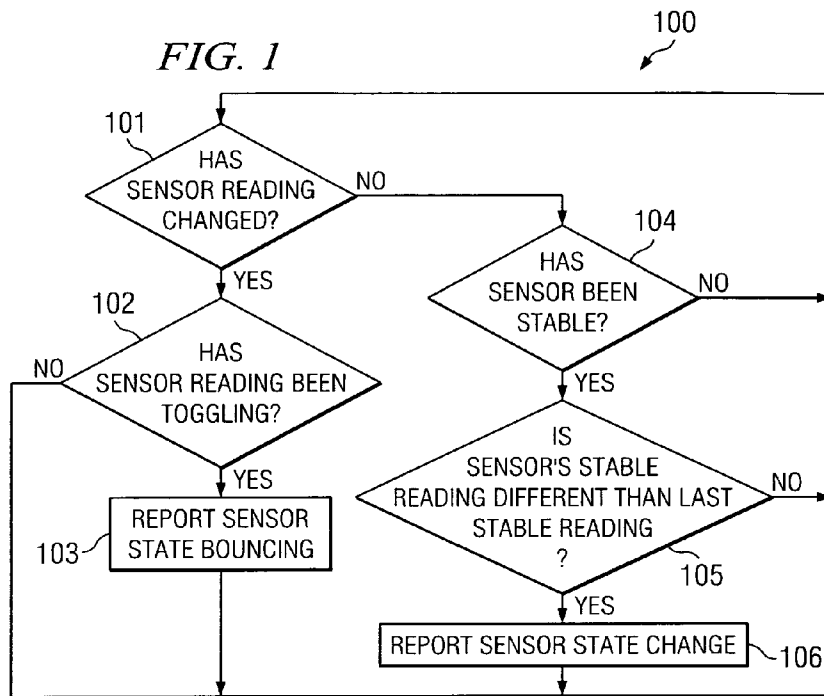 FIG. 1
100
101
HAS
SENSOR READING
CHANGED?
NO
YES
102
HAS
SENSOR READING BEEN
TOGGLING?
NO
YES
REPORT SENSOR
STATE BOUNCING
103
104
HAS
SENSOR BEEN
STABLE?
NO
YES
IS
SENSOR'S STABLE
READING DIFFERENT THAN LAST
STABLE READING
?
NO
105
YES
REPORT SENSOR STATE CHANGE
106